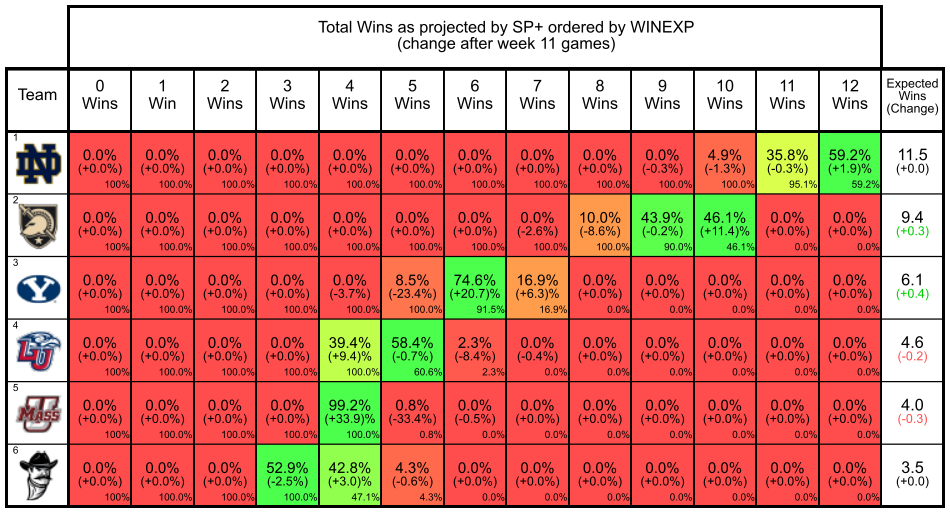 Total Wins as projected by SP+ ordered by WINEXP
(change after week 11 games)
Team 0 Wins 1 Win 2 Wins 3 Wins 4 Wins 5 Wins 6 Wins 7 Wins 8 Wins 9 Wins 10 Wins 11 Wins 12 Wins Expected Wins (Change)
1 ND
0.0% 0.0% 0.0% 0.0% 0.0% 0.0% 0.0% 0.0% 0.0% 0.0% 4.9% 35.8% 59.2% 11.5
(+0.0%) (+0.0%) (+0.0%) (+0.0%) (+0.0%) (+0.0%) (+0.0%) (+0.0%) (+0.0%) (-0.3%) (-1.3%) (-0.3%) (+1.9)% (+0.0)
100% 100.0% 100.0% 100.0% 100.0% 100.0% 100.0% 100.0% 100.0% 100.0% 100.0% 95.1% 59.2%
2
0.0% 0.0% 0.0% 0.0% 0.0% 0.0% 0.0% 0.0% 10.0% 43.9% 46.1% 0.0% 0.0% 9.4
(+0.0%) (+0.0%) (+0.0%) (+0.0%) (+0.0%) (+0.0%) (+0.0%) (-2.6%) (-8.6%) (-0.2%) (+11.4)% (+0.0%) (+0.0%) (+0.3)
100% 100.0% 100.0% 100.0% 100.0% 100.0% 100.0% 100.0% 100.0% 90.0% 46.1% 0.0% 0.0%
3 Y
0.0% 0.0% 0.0% 0.0% 0.0% 8.5% 74.6% 16.9% 0.0% 0.0% 0.0% 0.0% 0.0% 6.1
(+0.0%) (+0.0%) (+0.0%) (+0.0%) (-3.7%) (-23.4%) (+20.7)% (+6.3)% (+0.0%) (+0.0%) (+0.0%) (+0.0%) (+0.0%) (+0.4)
100% 100.0% 100.0% 100.0% 100.0% 100.0% 91.5% 16.9% 0.0% 0.0% 0.0% 0.0% 0.0%
4 LU
0.0% 0.0% 0.0% 0.0% 39.4% 58.4% 2.3% 0.0% 0.0% 0.0% 0.0% 0.0% 0.0% 4.6
(+0.0%) (+0.0%) (+0.0%) (+0.0%) (+9.4)% (-0.7%) (-8.4%) (-0.4%) (+0.0%) (+0.0%) (+0.0%) (+0.0%) (+0.0%) (-0.2)
100% 100.0% 100.0% 100.0% 100.0% 60.6% 2.3% 0.0% 0.0% 0.0% 0.0% 0.0% 0.0%
5 U MASS
0.0% 0.0% 0.0% 0.0% 99.2% 0.8% 0.0% 0.0% 0.0% 0.0% 0.0% 0.0% 0.0% 4.0
(+0.0%) (+0.0%) (+0.0%) (+0.0%) (+33.9)% (-33.4%) (-0.5%) (+0.0%) (+0.0%) (+0.0%) (+0.0%) (+0.0%) (+0.0%) (-0.3)
100% 100.0% 100.0% 100.0% 100.0% 0.8% 0.0% 0.0% 0.0% 0.0% 0.0% 0.0% 0.0%
6
0.0% 0.0% 0.0% 52.9% 42.8% 4.3% 0.0% 0.0% 0.0% 0.0% 0.0% 0.0% 0.0% 3.5
(+0.0%) (+0.0%) (+0.0%) (-2.5%) (+3.0)% (-0.6%) (+0.0%) (+0.0%) (+0.0%) (+0.0%) (+0.0%) (+0.0%) (+0.0%) (+0.0)
100% 100.0% 100.0% 100.0% 47.1% 4.3% 0.0% 0.0% 0.0% 0.0% 0.0% 0.0% 0.0%